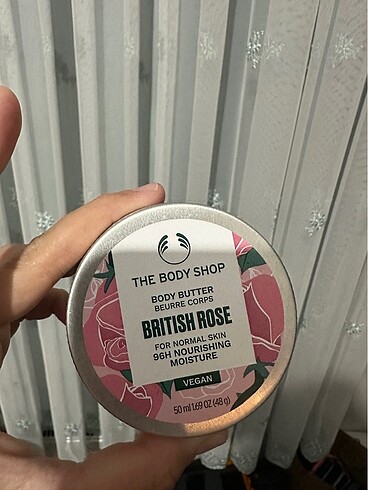 THE BODY SHOP
BODY BUTTER
BEURRE CORPS
BRITISH ROSE
FOR NORMAL SKIN
96H NOURISHING
MOISTURE
VEGAN
50 ml 1.69 OZ (48 g)